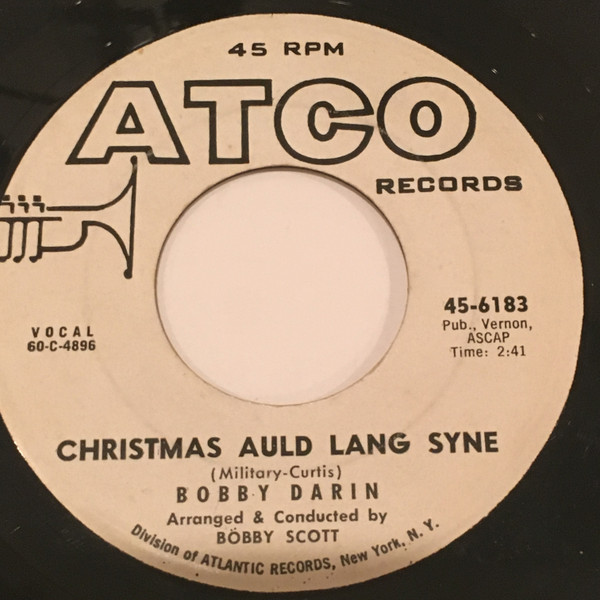 45 RPM
ATCO
RECORDS
45-6183
Pub., Vernon,
ASCAP
Time: 2:41
VOCAL
60-C-4896
CHRISTMAS AULD LANG SYNE
(Military-Curtis)
BOBBY DARIN
Arranged & Conducted by
BOBBY SCOTT
Division of ATLANTIC RECORDS, New York, N. Y.